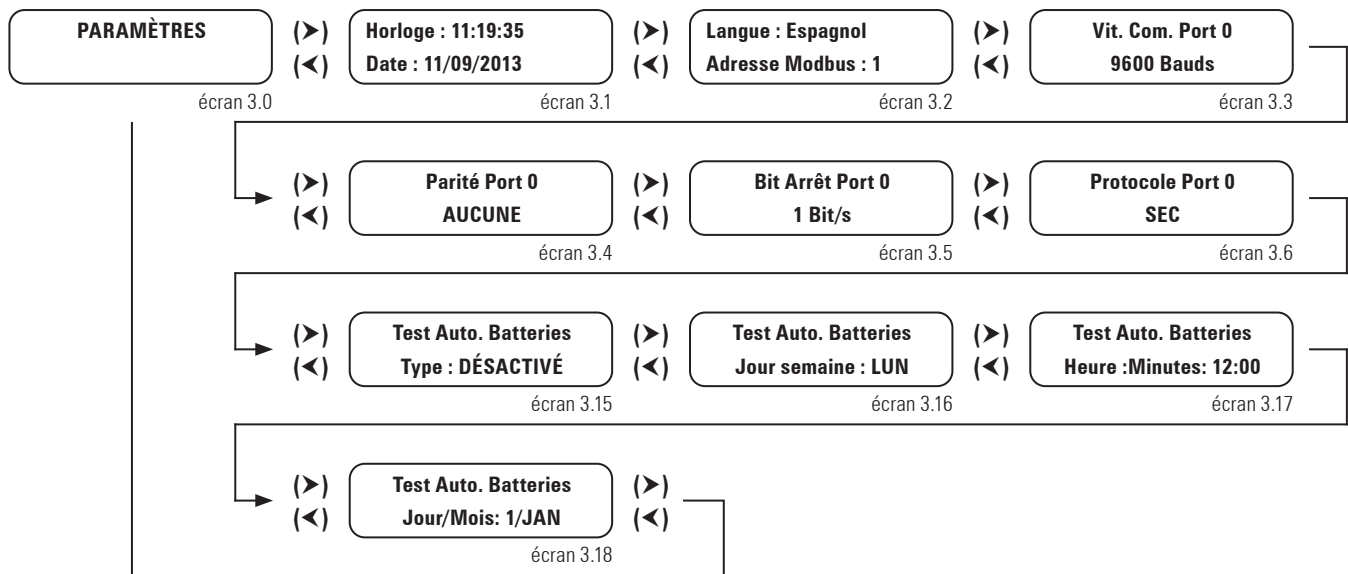 PARAMÈTRES
écran 3.0
(➤)
(⮜)
Horloge : 11:19:35
Date : 11/09/2013
écran 3.1
(➤)
(⮜)
Langue : Espagnol
Adresse Modbus : 1
écran 3.2
(➤)
(⮜)
Vit. Com. Port 0
9600 Bauds
écran 3.3
(➤)
(⮜)
Parité Port 0
AUCUNE
écran 3.4
(➤)
(⮜)
Bit Arrêt Port 0
1 Bit/s
écran 3.5
(➤)
(⮜)
Protocole Port 0
SEC
écran 3.6
(➤)
(⮜)
Test Auto. Batteries
Type : DÉSACTIVÉ
écran 3.15
(➤)
(⮜)
Test Auto. Batteries
Jour semaine : LUN
écran 3.16
(➤)
(⮜)
Test Auto. Batteries
Heure :Minutes: 12:00
écran 3.17
(➤)
(⮜)
Test Auto. Batteries
Jour/Mois: 1/JAN
écran 3.18
(➤)
(⮜)